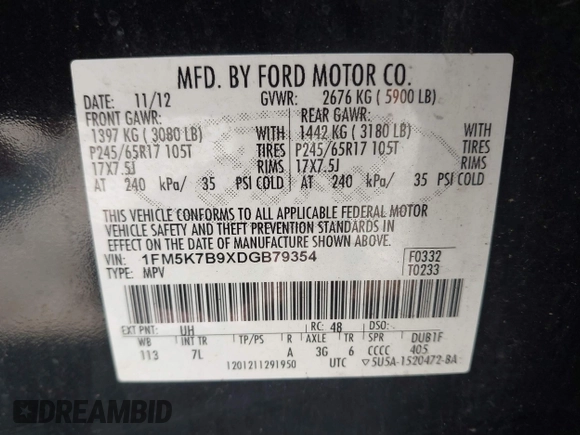 MFD. BY FORD MOTOR CO.
DATE: 11/12 GVWR: 2676 KG ( 5900 LB)
FRONT GAWR: REAR GAWR:
1397 KG ( 3080 LB) WITH 1442 KG ( 3180 LB) WITH
P245/65R17 105T TIRES P245/65R17 105T TIRES
17X7.5J RIMS 17X7.5J RIMS
AT 240 kPa/ 35 PSI COLD AT 240 kPa/ 35 PSI COLD
THIS VEHICLE CONFORMS TO ALL APPLICABLE FEDERAL MOTOR
VEHICLE SAFETY AND THEFT PREVENTION STANDARDS IN
EFFECT ON THE DATE OF MANUFACTURE SHOWN ABOVE.
VIN: 1FM5K7B9XDGB79354 F0332
TYPE: MPV T0233
EXT PNT: UH RC: 48 DSO:
WB INT TR TP/PS R AXLE TR SPR DUB1F
113 7L A 3G 6 CCCC 405
1201211291950 UTC ▽5U5A-1520472-BA
DREAMBID